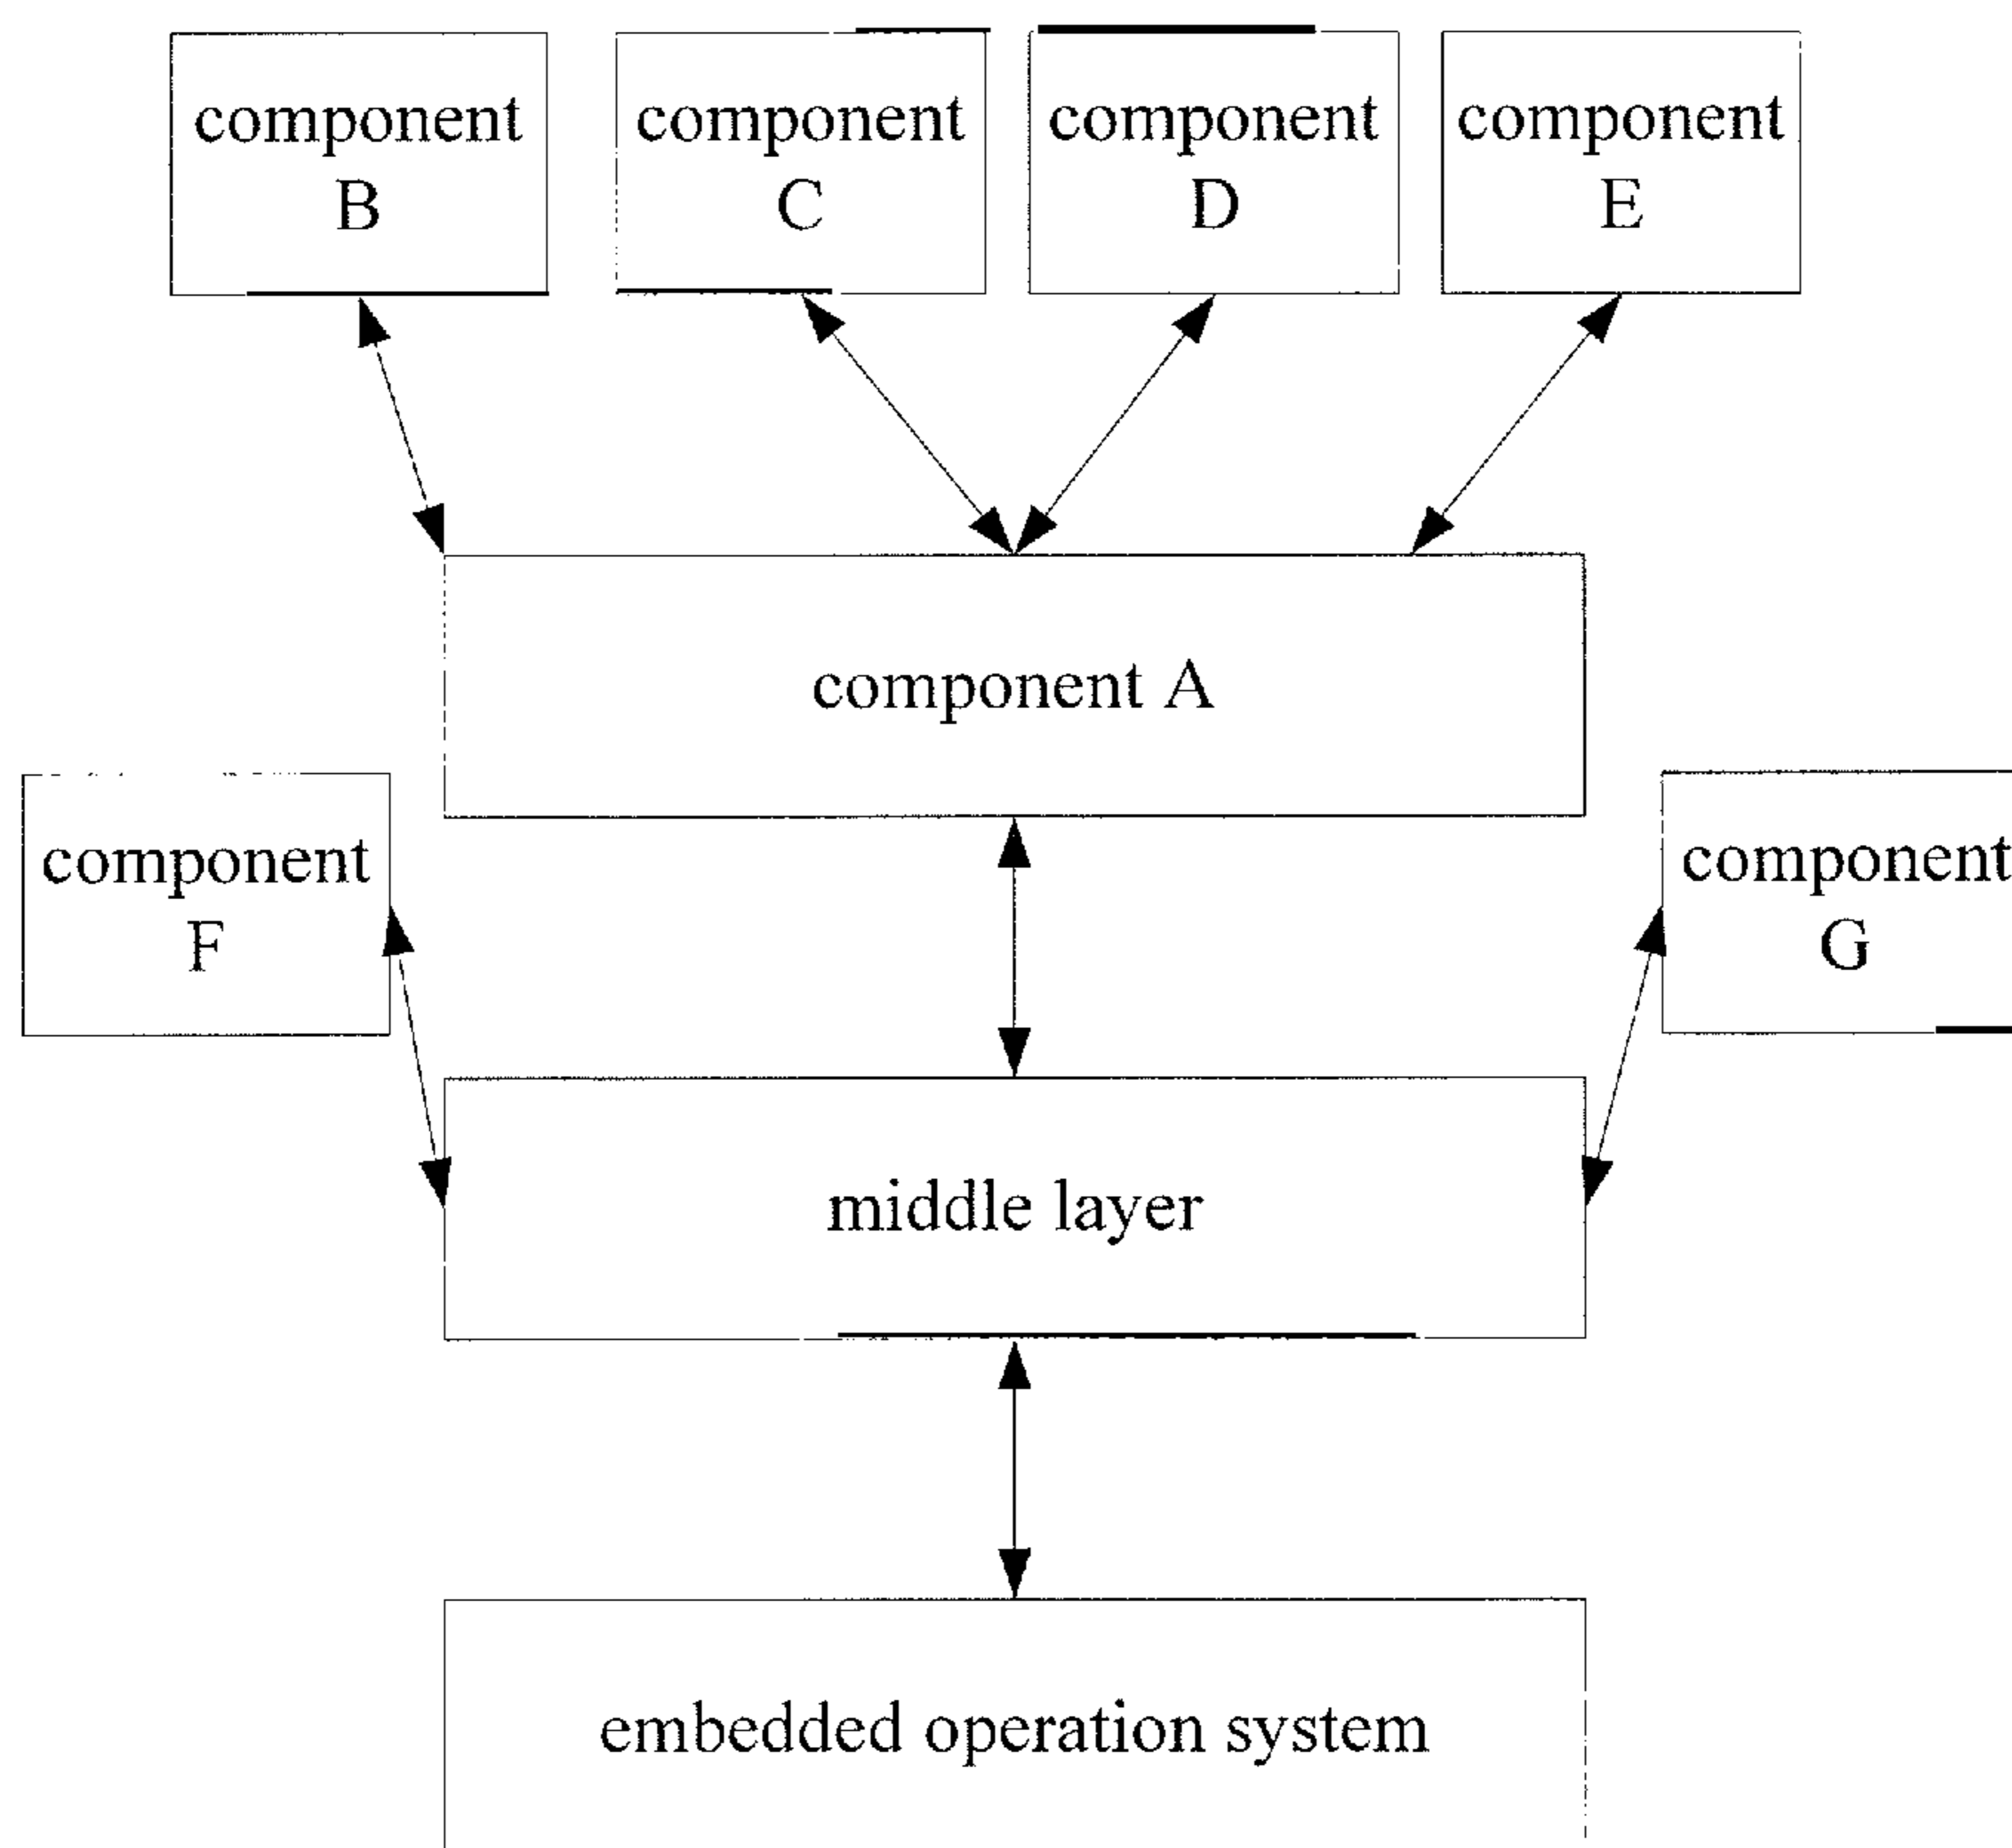 component
B
component
C
component
D
component
E
component A
component
F
component
G
middle layer
embedded operation system